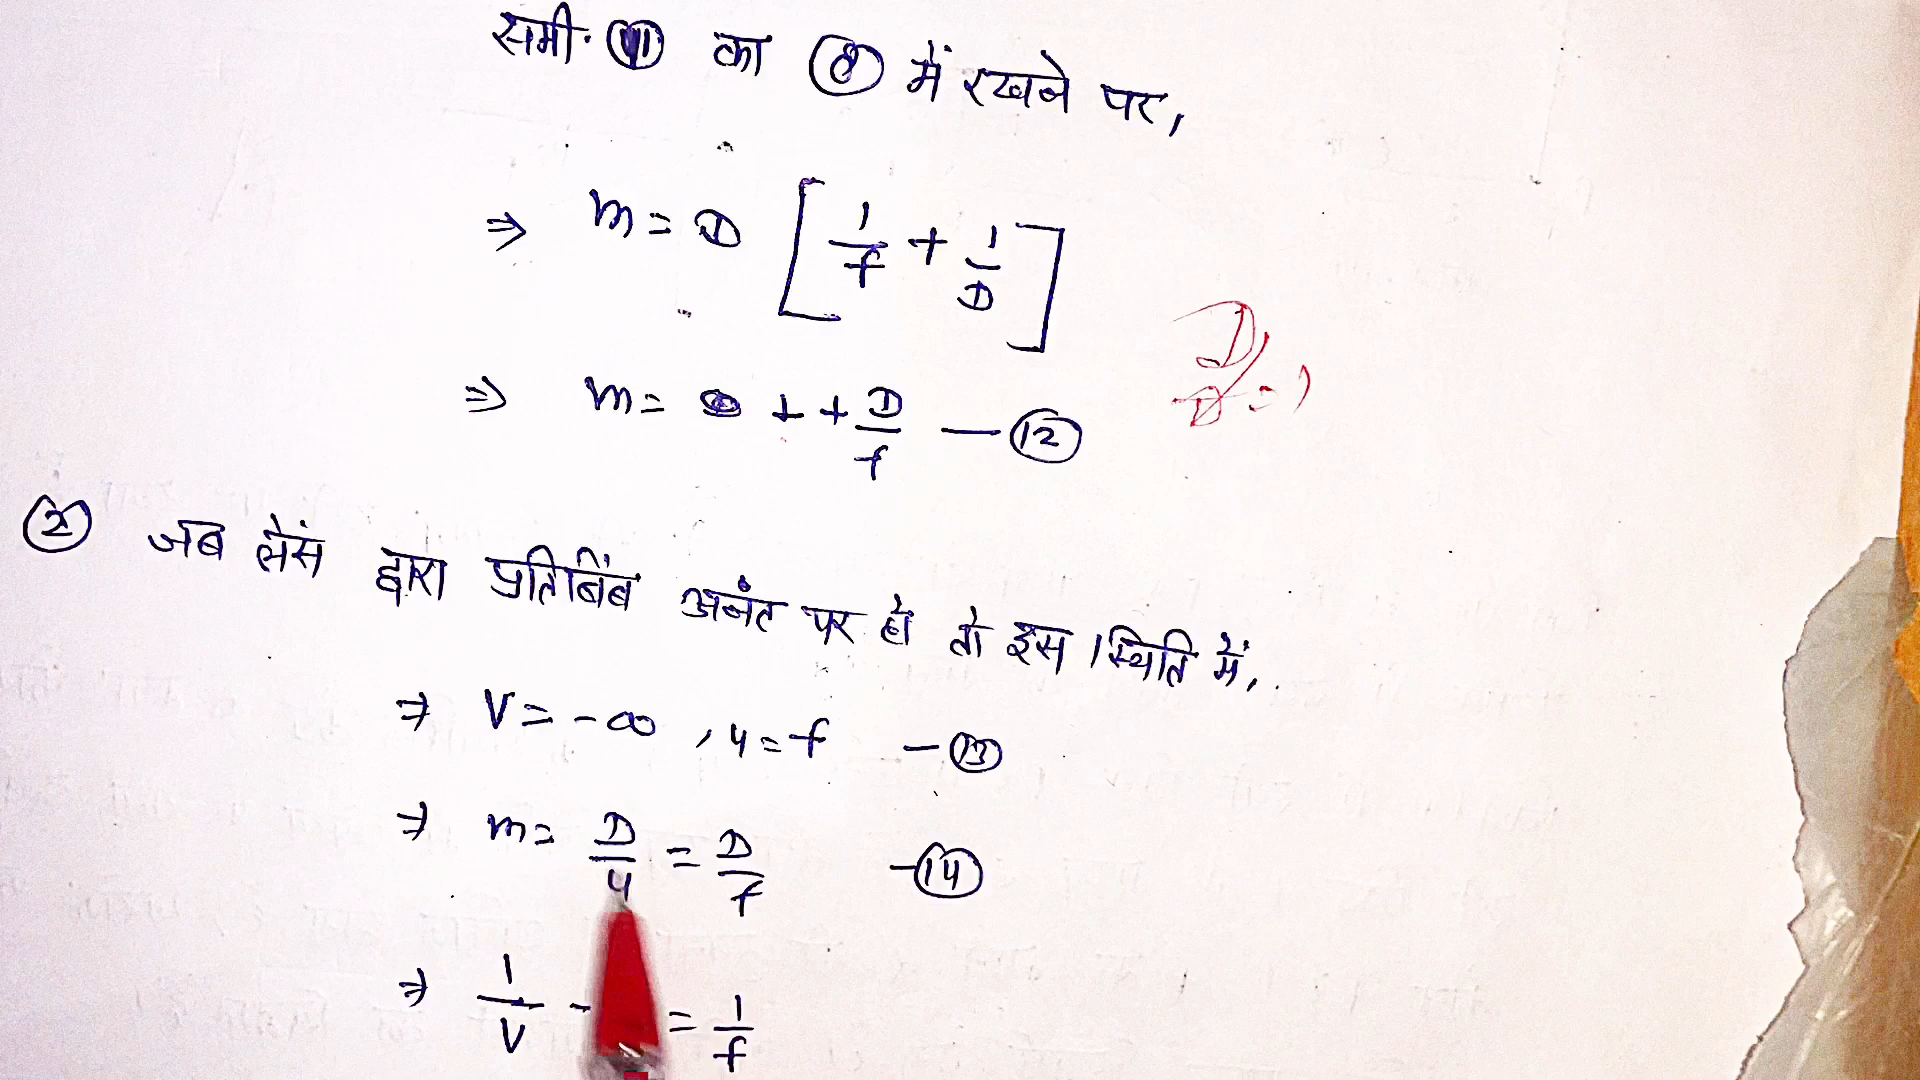 समी. ⑪ का ⑧ में रखने पर,
⇒ m = D [ 1/f + 1/D ]
D/D = 1
⇒ m = 1 + D/f — ⑫
② जब लेंस द्वारा प्रतिबिंब अनंत पर हो तो इस स्थिति में,
⇒ V = -∞ , u = f — ⑬
⇒ m = D/u = D/f — ⑭
⇒ 1/V - = 1/f